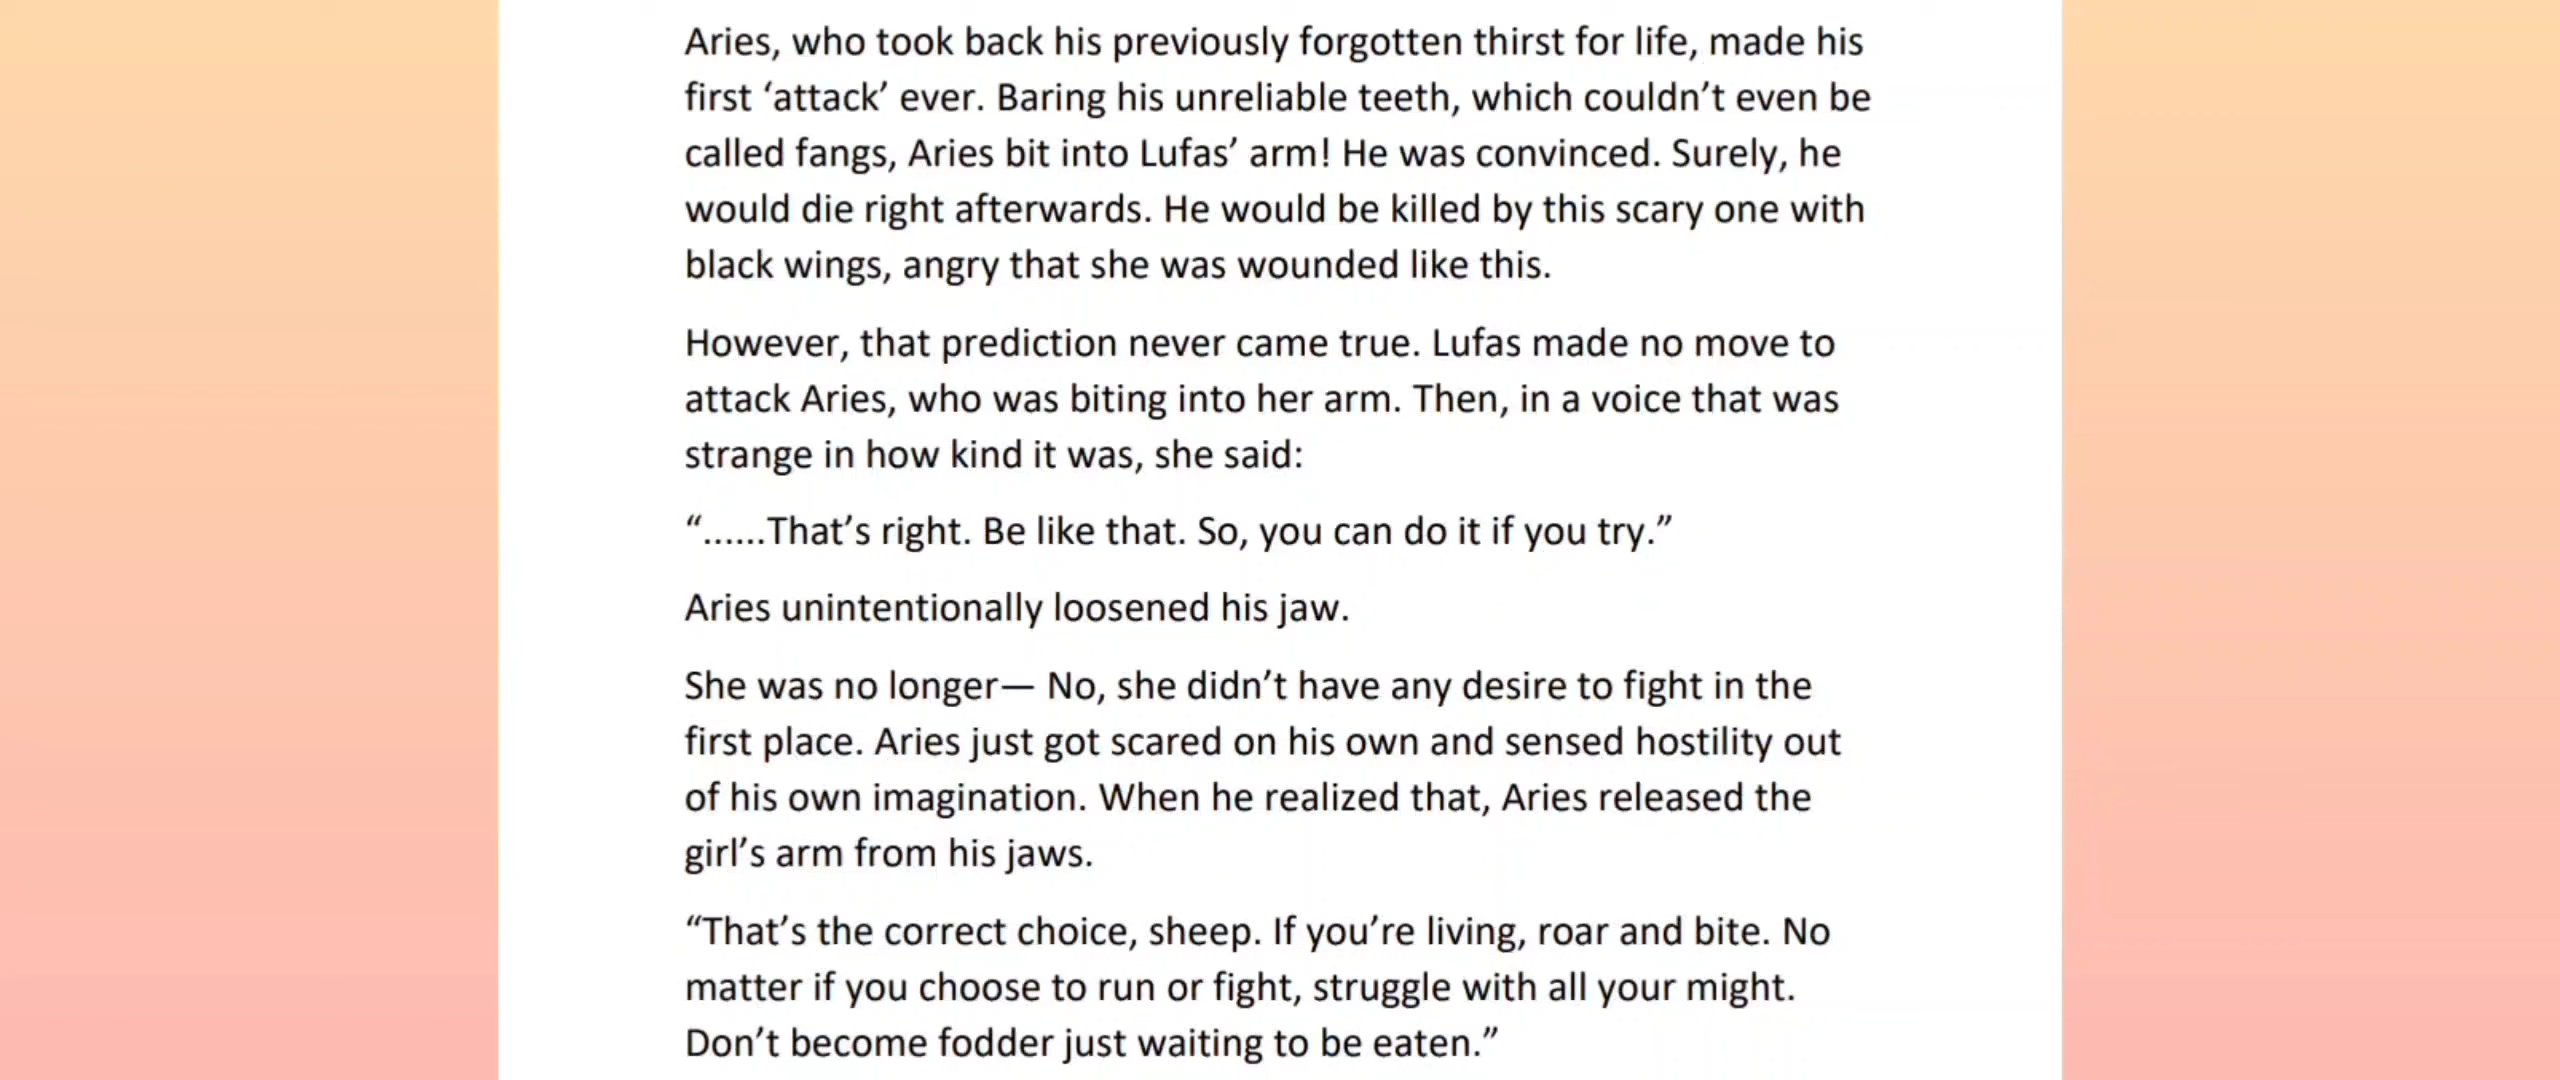 Aries, who took back his previously forgotten thirst for life, made his
first ‘attack’ ever. Baring his unreliable teeth, which couldn’t even be
called fangs, Aries bit into Lufas’ arm! He was convinced. Surely, he
would die right afterwards. He would be killed by this scary one with
black wings, angry that she was wounded like this.
However, that prediction never came true. Lufas made no move to
attack Aries, who was biting into her arm. Then, in a voice that was
strange in how kind it was, she said:
“......That’s right. Be like that. So, you can do it if you try.”
Aries unintentionally loosened his jaw.
She was no longer— No, she didn’t have any desire to fight in the
first place. Aries just got scared on his own and sensed hostility out
of his own imagination. When he realized that, Aries released the
girl’s arm from his jaws.
“That’s the correct choice, sheep. If you’re living, roar and bite. No
matter if you choose to run or fight, struggle with all your might.
Don’t become fodder just waiting to be eaten.”